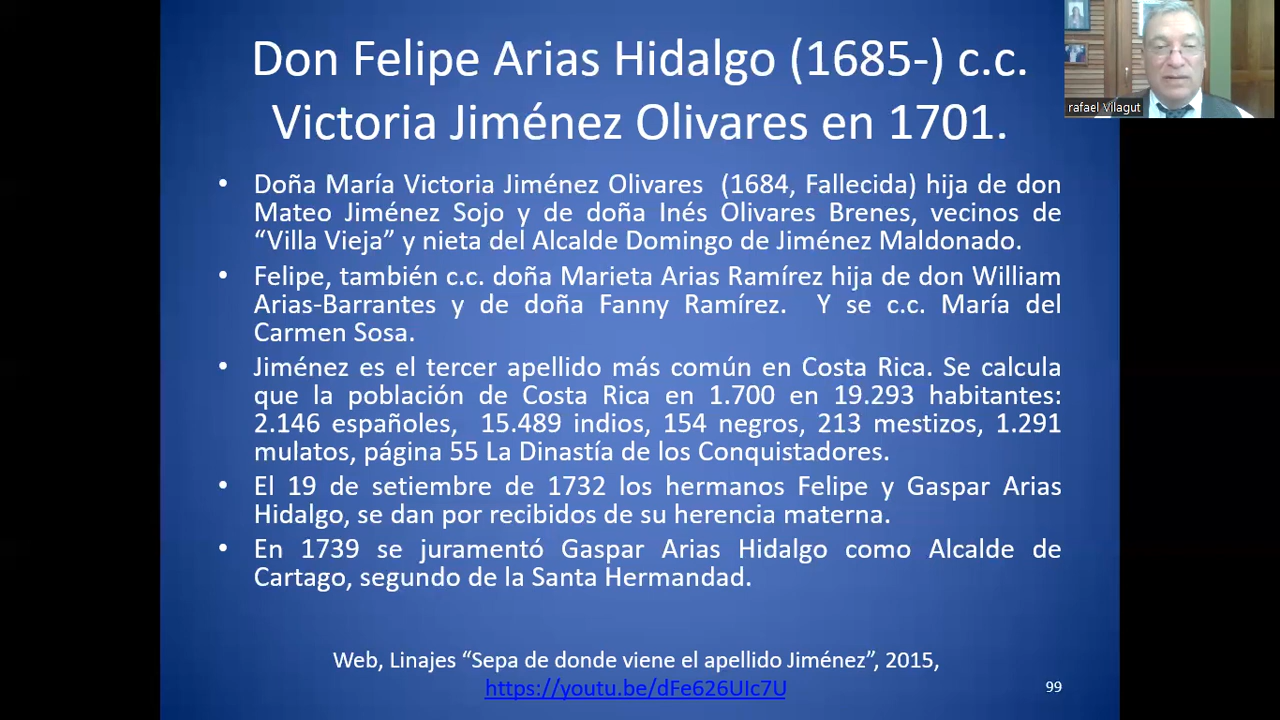 Don Felipe Arias Hidalgo (1685-) c.c.
Victoria Jiménez Olivares en 1701.
rafael Vilagut
• Doña María Victoria Jiménez Olivares (1684, Fallecida) hija de don
Mateo Jiménez Sojo y de doña Inés Olivares Brenes, vecinos de
“Villa Vieja” y nieta del Alcalde Domingo de Jiménez Maldonado.
• Felipe, también c.c. doña Marieta Arias Ramírez hija de don William
Arias-Barrantes y de doña Fanny Ramírez. Y se c.c. María del
Carmen Sosa.
• Jiménez es el tercer apellido más común en Costa Rica. Se calcula
que la población de Costa Rica en 1.700 en 19.293 habitantes:
2.146 españoles, 15.489 indios, 154 negros, 213 mestizos, 1.291
mulatos, página 55 La Dinastía de los Conquistadores.
• El 19 de setiembre de 1732 los hermanos Felipe y Gaspar Arias
Hidalgo, se dan por recibidos de su herencia materna.
• En 1739 se juramentó Gaspar Arias Hidalgo como Alcalde de
Cartago, segundo de la Santa Hermandad.
Web, Linajes “Sepa de donde viene el apellido Jiménez”, 2015,
https://youtu.be/dFe626UIc7U
99